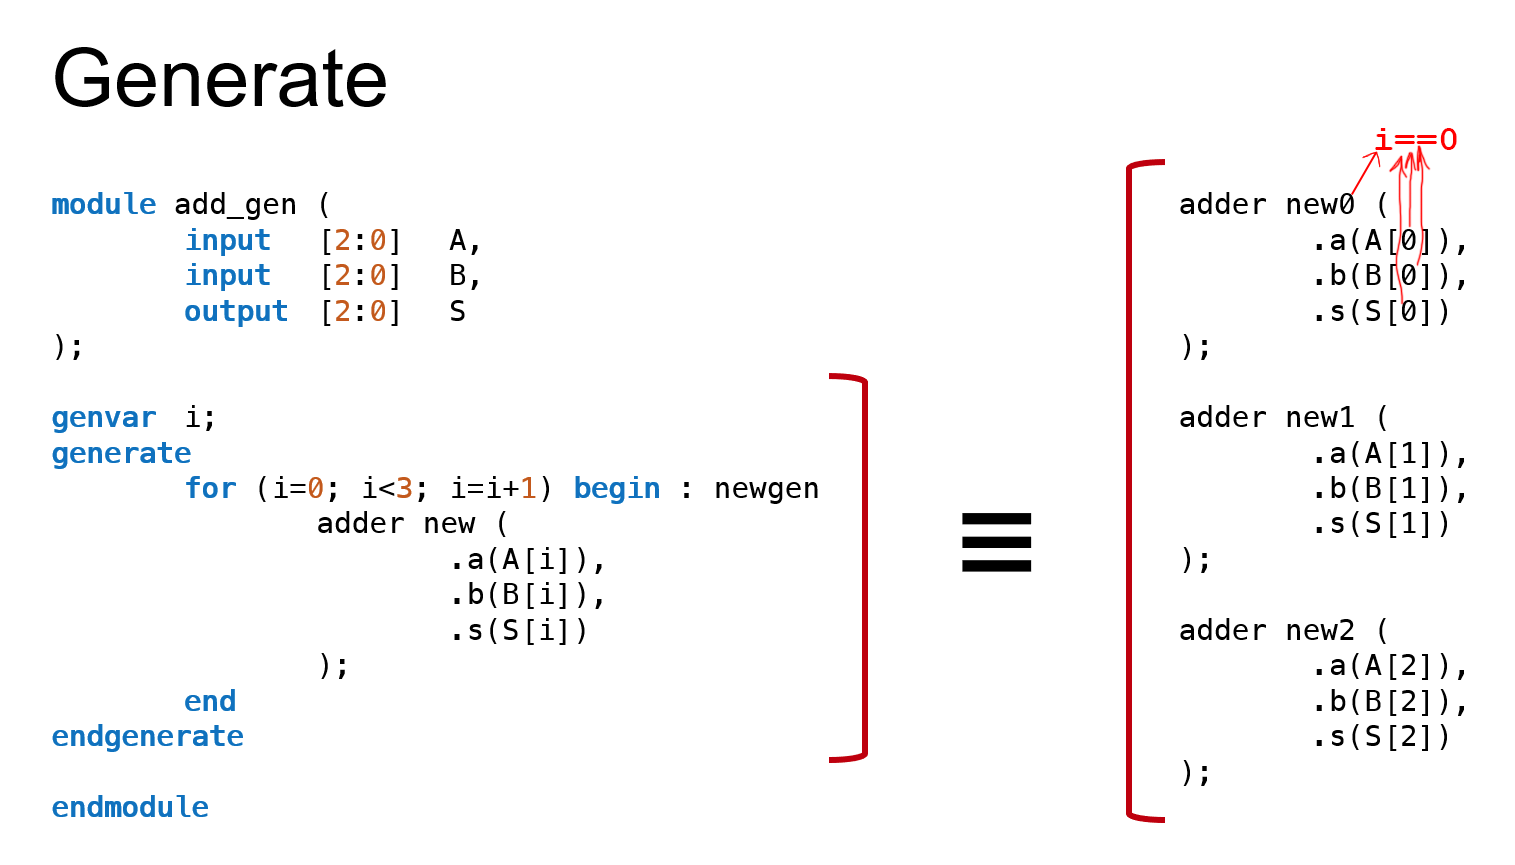 Generate
module add_gen (
input [2:0] A,
input [2:0] B,
output [2:0] S
);
genvar i;
generate
for (i=0; i<3; i=i+1) begin : newgen
adder new (
.a(A[i]),
.b(B[i]),
.s(S[i])
);
end
endgenerate
endmodule
≡
i==0
adder new0 (
.a(A[0]),
.b(B[0]),
.s(S[0])
);
adder new1 (
.a(A[1]),
.b(B[1]),
.s(S[1])
);
adder new2 (
.a(A[2]),
.b(B[2]),
.s(S[2])
);